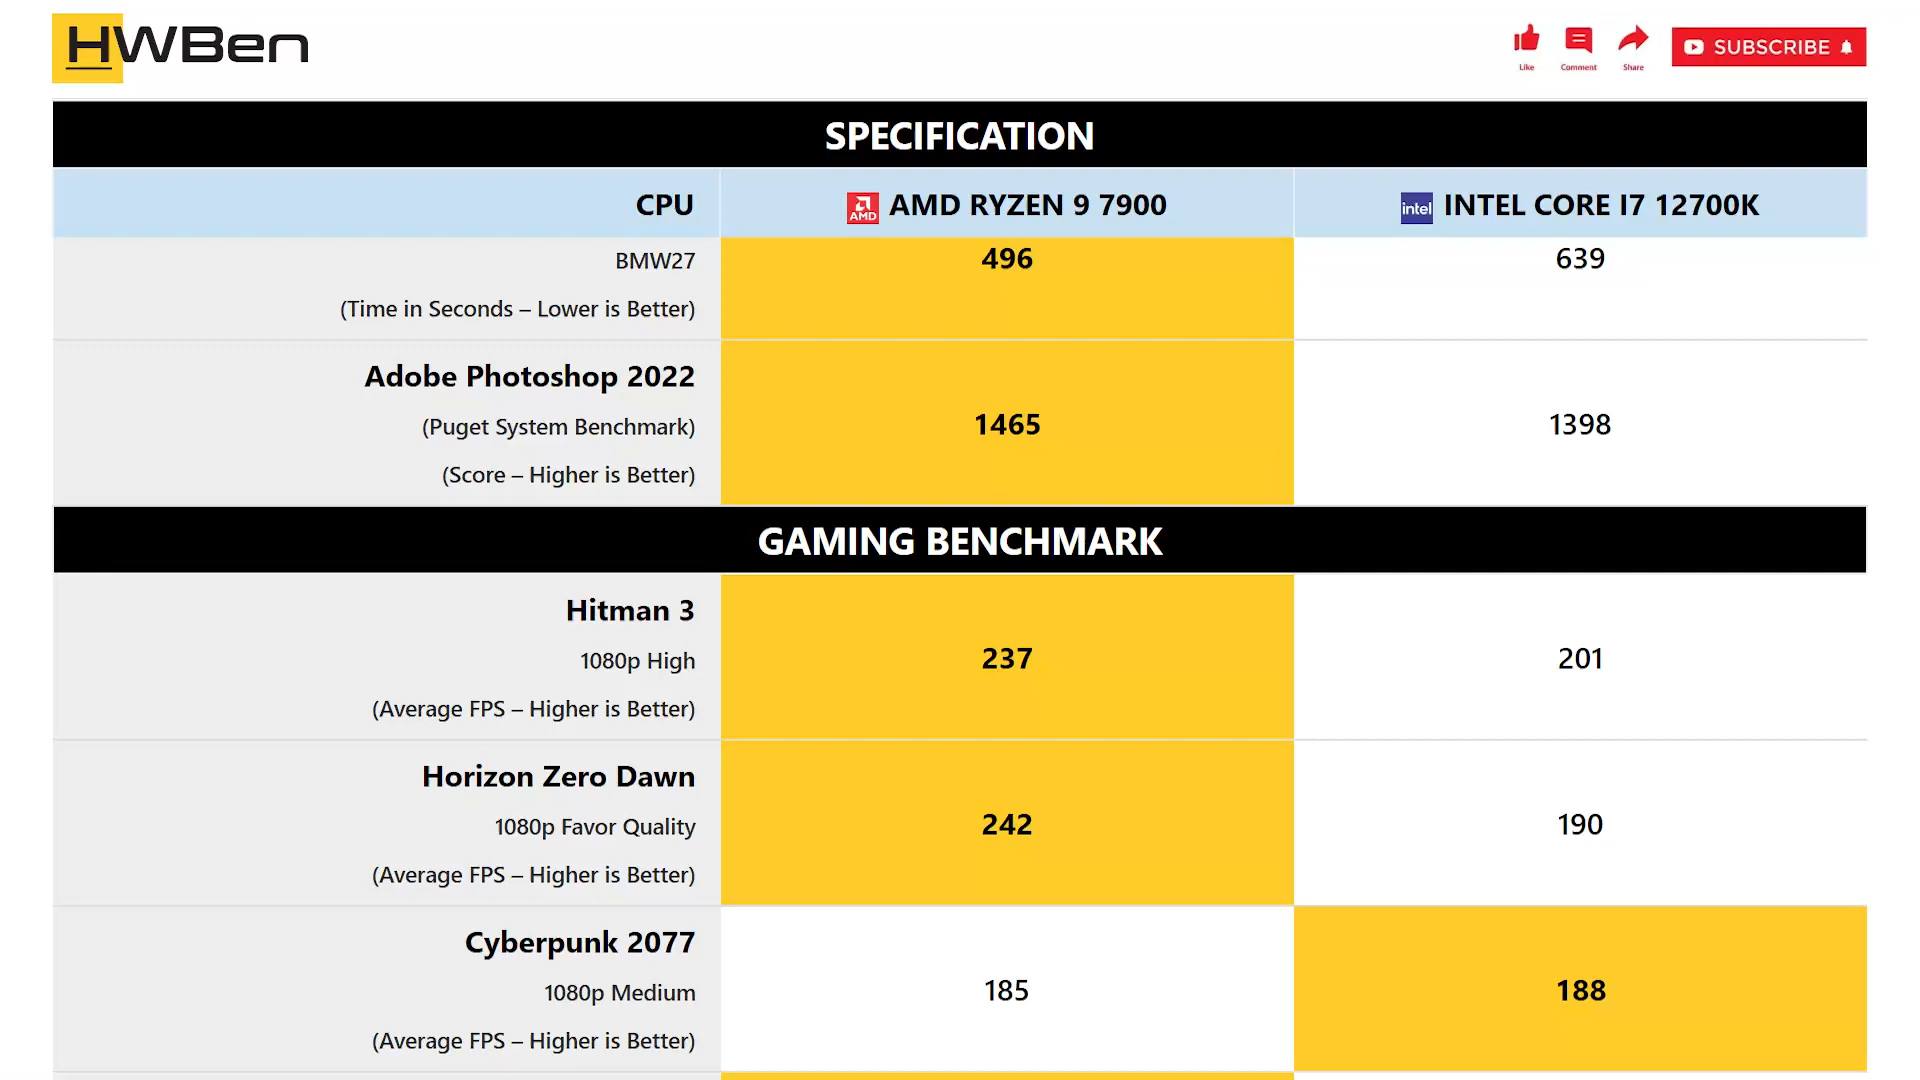 HWBen
Like
Comment
Share
SUBSCRIBE
SPECIFICATION
CPU
AMD
AMD RYZEN 9 7900
intel
INTEL CORE I7 12700K
BMW27
(Time in Seconds – Lower is Better)
496
639
Adobe Photoshop 2022
(Puget System Benchmark)
(Score – Higher is Better)
1465
1398
GAMING BENCHMARK
Hitman 3
1080p High
(Average FPS – Higher is Better)
237
201
Horizon Zero Dawn
1080p Favor Quality
(Average FPS – Higher is Better)
242
190
Cyberpunk 2077
1080p Medium
(Average FPS – Higher is Better)
185
188